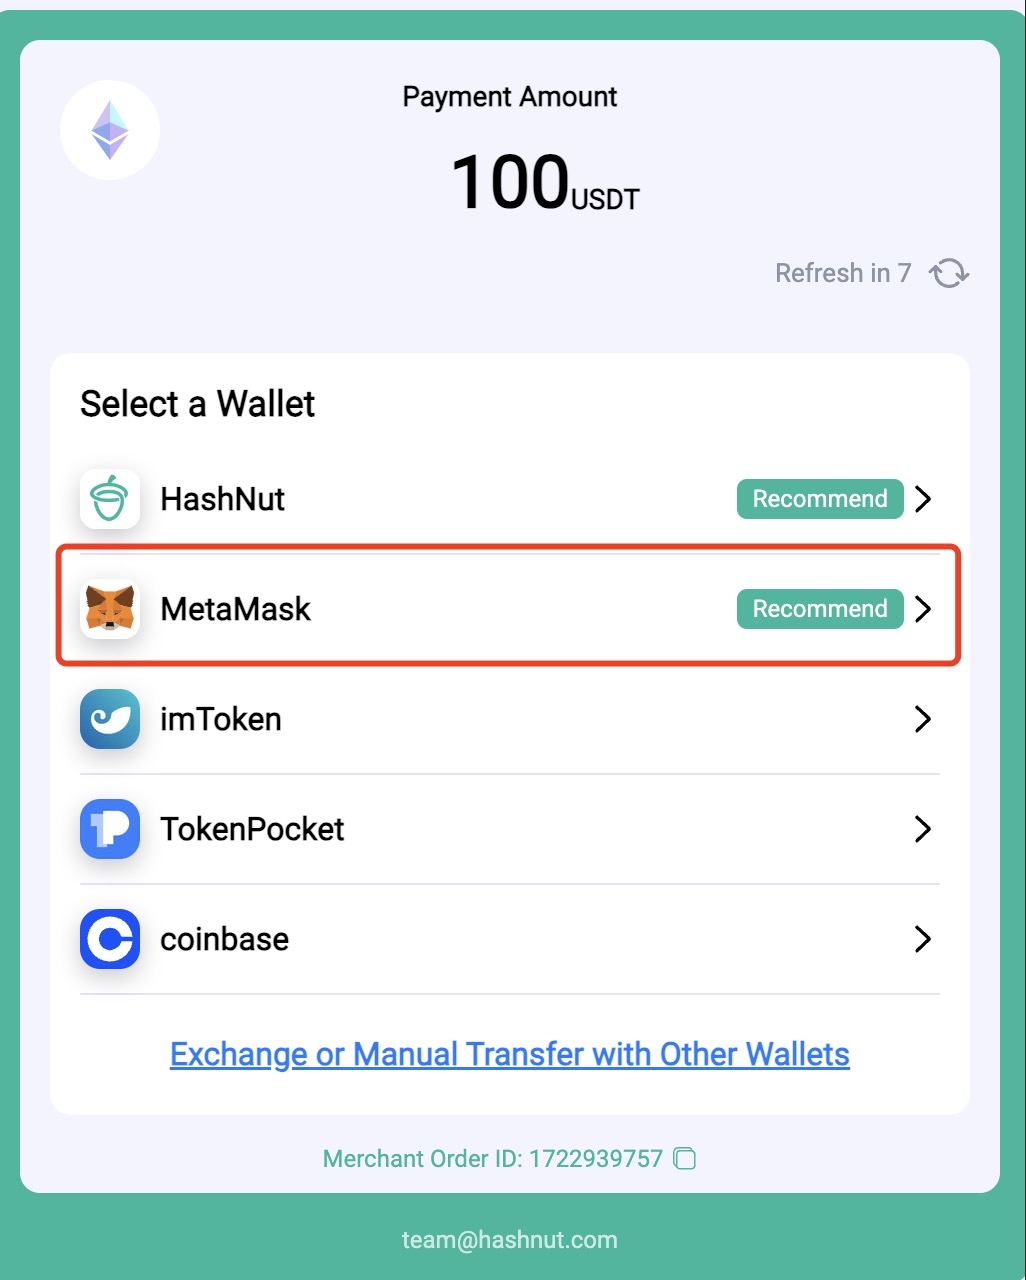 Payment Amount
100USDT
Refresh in 7
Select a Wallet
HashNut
Recommend
MetaMask
Recommend
imToken
TokenPocket
coinbase
Exchange or Manual Transfer with Other Wallets
Merchant Order ID: 1722939757
team@hashnut.com